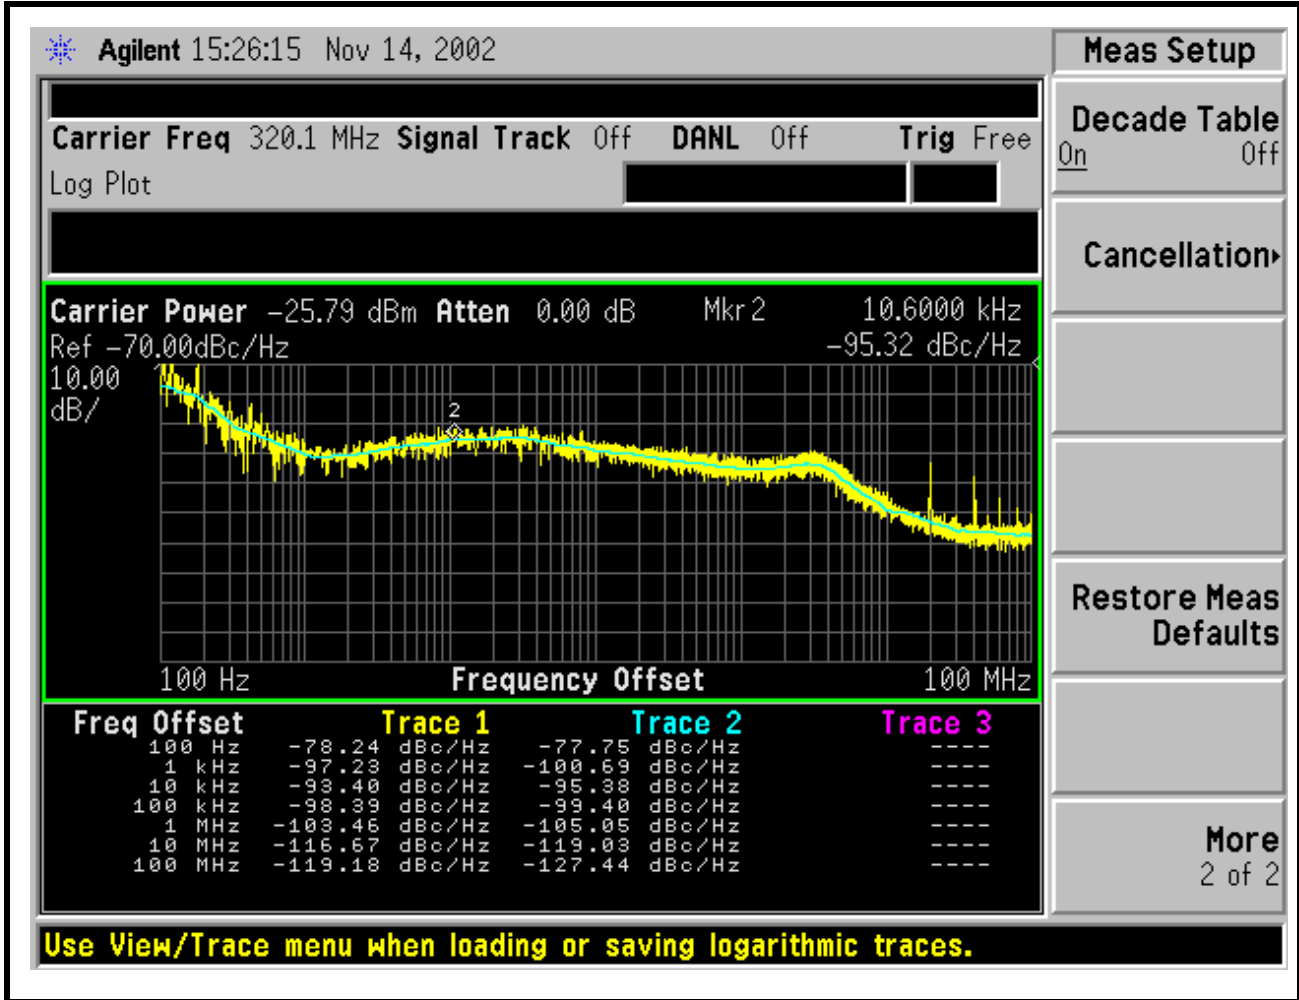 Agilent 15:26:15 Nov 14, 2002
Meas Setup
Carrier Freq 320.1 MHz Signal Track Off DANL Off Trig Free
Log Plot
Decade Table
On Off
Cancellation
Carrier Power -25.79 dBm Atten 0.00 dB Mkr 2 10.6000 kHz
Ref -70.00dBc/Hz -95.32 dBc/Hz
10.00
dB/
2
100 Hz Frequency Offset 100 MHz
Restore Meas
Defaults
Freq Offset Trace 1 Trace 2 Trace 3
100 Hz -78.24 dBc/Hz -77.75 dBc/Hz ----
1 kHz -97.23 dBc/Hz -100.69 dBc/Hz ----
10 kHz -93.40 dBc/Hz -95.38 dBc/Hz ----
100 kHz -98.39 dBc/Hz -99.40 dBc/Hz ----
1 MHz -103.46 dBc/Hz -105.05 dBc/Hz ----
10 MHz -116.67 dBc/Hz -119.03 dBc/Hz ----
100 MHz -119.18 dBc/Hz -127.44 dBc/Hz ----
More
2 of 2
Use View/Trace menu when loading or saving logarithmic traces.